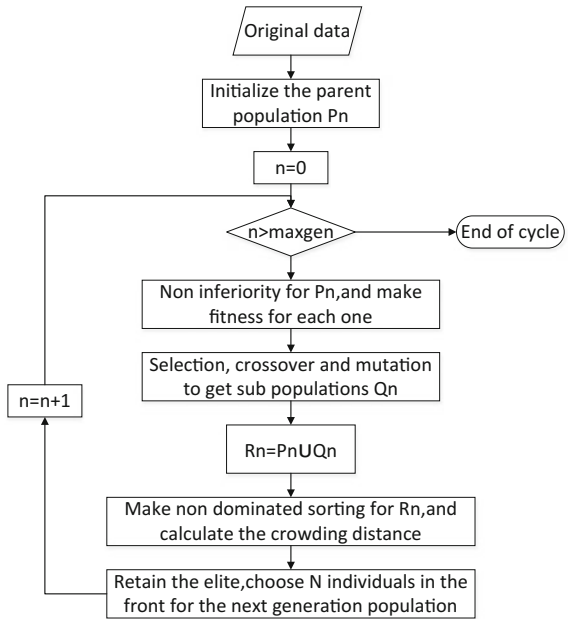 Original data
Initialize the parent
population Pn
n=0
n>maxgen
End of cycle
Non inferiority for Pn,and make
fitness for each one
Selection, crossover and mutation
to get sub populations Qn
n=n+1
Rn=PnUQn
Make non dominated sorting for Rn,and
calculate the crowding distance
Retain the elite,choose N individuals in the
front for the next generation population